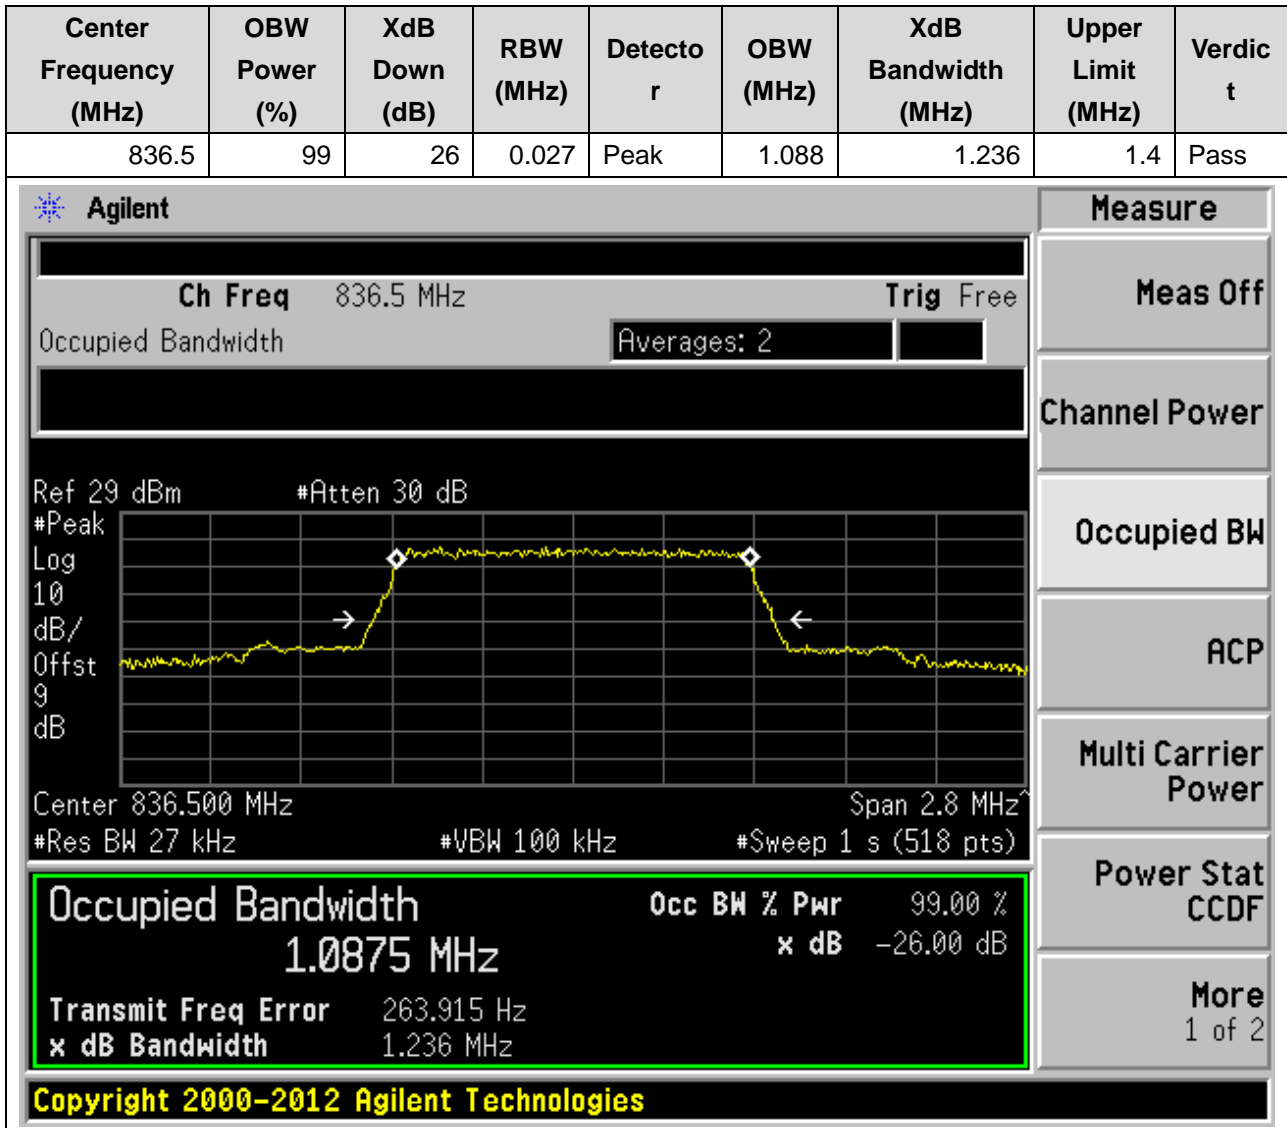 Center Frequency (MHz) OBW Power (%) XdB Down (dB) RBW (MHz) Detector OBW (MHz) XdB Bandwidth (MHz) Upper Limit (MHz) Verdict
836.5 99 26 0.027 Peak 1.088 1.236 1.4 Pass
Agilent
Measure
Ch Freq 836.5 MHz Trig Free
Meas Off
Occupied Bandwidth Averages: 2
Channel Power
Ref 29 dBm #Atten 30 dB
#Peak
Log
10
dB/
Offst
9
dB
Occupied BW
ACP
Multi Carrier
Power
Center 836.500 MHz Span 2.8 MHz^
#Res BW 27 kHz #VBW 100 kHz #Sweep 1 s (518 pts)
Power Stat
CCDF
Occupied Bandwidth Occ BW % Pwr 99.00 %
1.0875 MHz x dB -26.00 dB
Transmit Freq Error 263.915 Hz
x dB Bandwidth 1.236 MHz
More
1 of 2
Copyright 2000-2012 Agilent Technologies